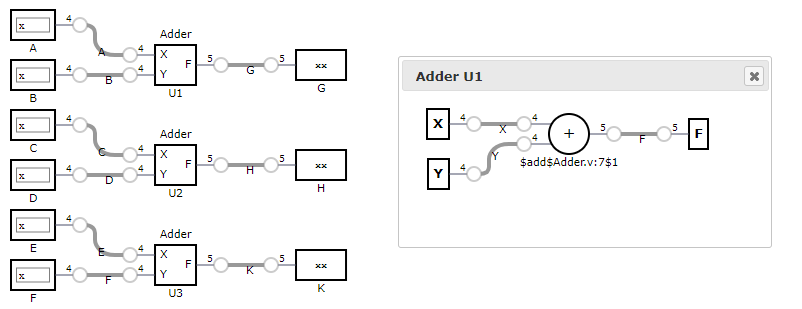 x 4 A 4 Adder
A X F 5 G 5 xx
x 4 B 4 Y U1 G
B
x 4 C 4 Adder
C X F 5 H 5 xx
x 4 D 4 Y U2 H
D
x 4 E 4 Adder
E X F 5 K 5 xx
x 4 F 4 Y U3 K
F
Adder U1
X 4 X 4 + 5 F 5 F
Y 4 Y 4 $add$Adder.v:7$1